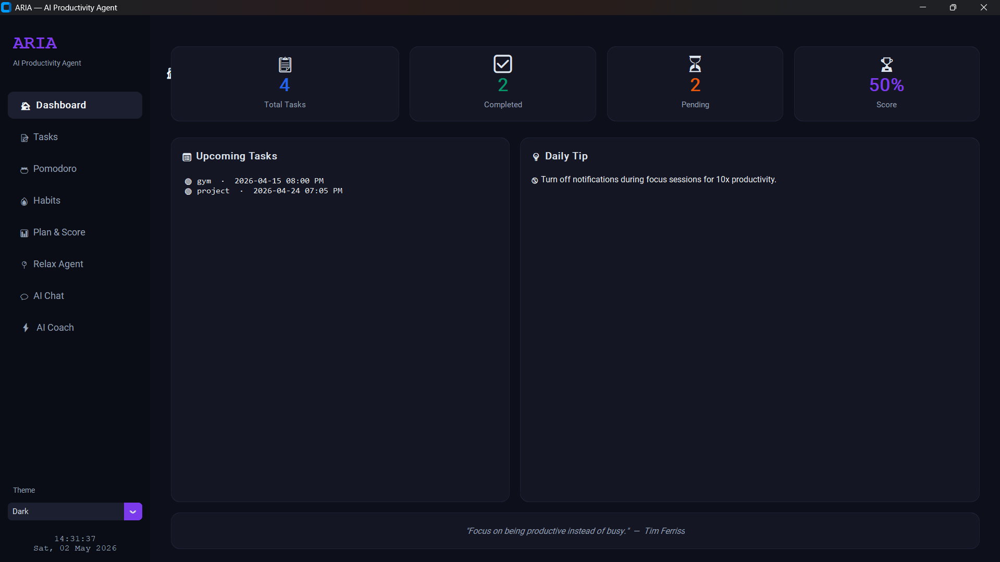 ARIA — AI Productivity Agent
ARIA
AI Productivity Agent
Dashboard
Tasks
Pomodoro
Habits
Plan & Score
Relax Agent
AI Chat
AI Coach
Theme
Dark
14:31:37
Sat, 02 May 2026
4
Total Tasks
2
Completed
2
Pending
50%
Score
Upcoming Tasks
gym · 2026-04-15 08:00 PM
project · 2026-04-24 07:05 PM
Daily Tip
Turn off notifications during focus sessions for 10x productivity.
"Focus on being productive instead of busy." — Tim Ferriss